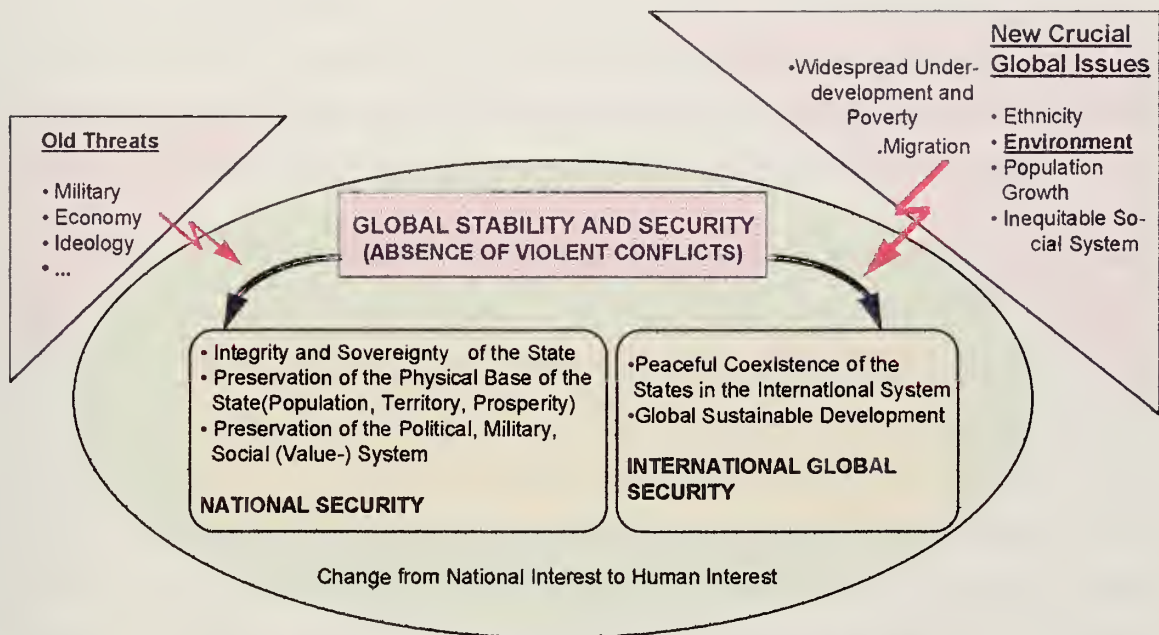 Old Threats
• Military
• Economy
• Ideology
• ...
New Crucial
Global Issues
•Widespread Under-
development and
Poverty
.Migration
• Ethnicity
• Environment
• Population
Growth
• Inequitable So-
cial System
GLOBAL STABILITY AND SECURITY
(ABSENCE OF VIOLENT CONFLICTS)
• Integrity and Sovereignty of the State
• Preservation of the Physical Base of the
State(Population, Territory, Prosperity)
• Preservation of the Political, Military,
Social (Value-) System
NATIONAL SECURITY
•Peaceful Coexistence of the
States in the International System
•Global Sustainable Development
INTERNATIONAL GLOBAL
SECURITY
Change from National Interest to Human Interest